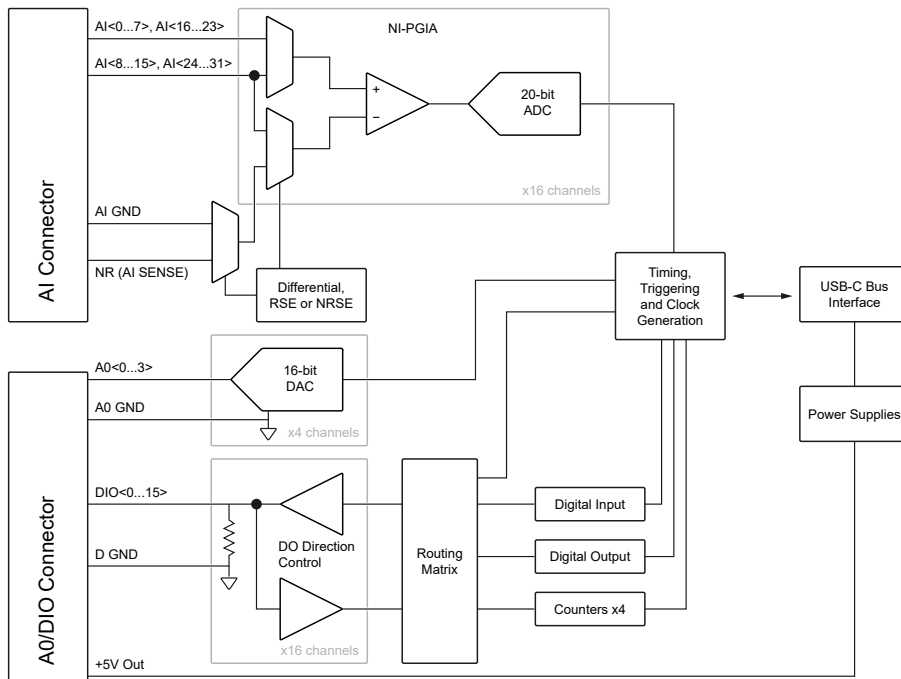 AI Connector
AI<0...7>, AI<16...23>
AI<8...15>, AI<24...31>
AI GND
NR (AI SENSE)
NI-PGIA
+
−
20-bit
ADC
x16 channels
Differential,
RSE or NRSE
Timing,
Triggering
and Clock
Generation
USB-C Bus
Interface
Power Supplies
A0/DIO Connector
A0<0...3>
A0 GND
16-bit
DAC
x4 channels
DIO<0...15>
D GND
DO Direction
Control
x16 channels
Routing
Matrix
Digital Input
Digital Output
Counters x4
+5V Out